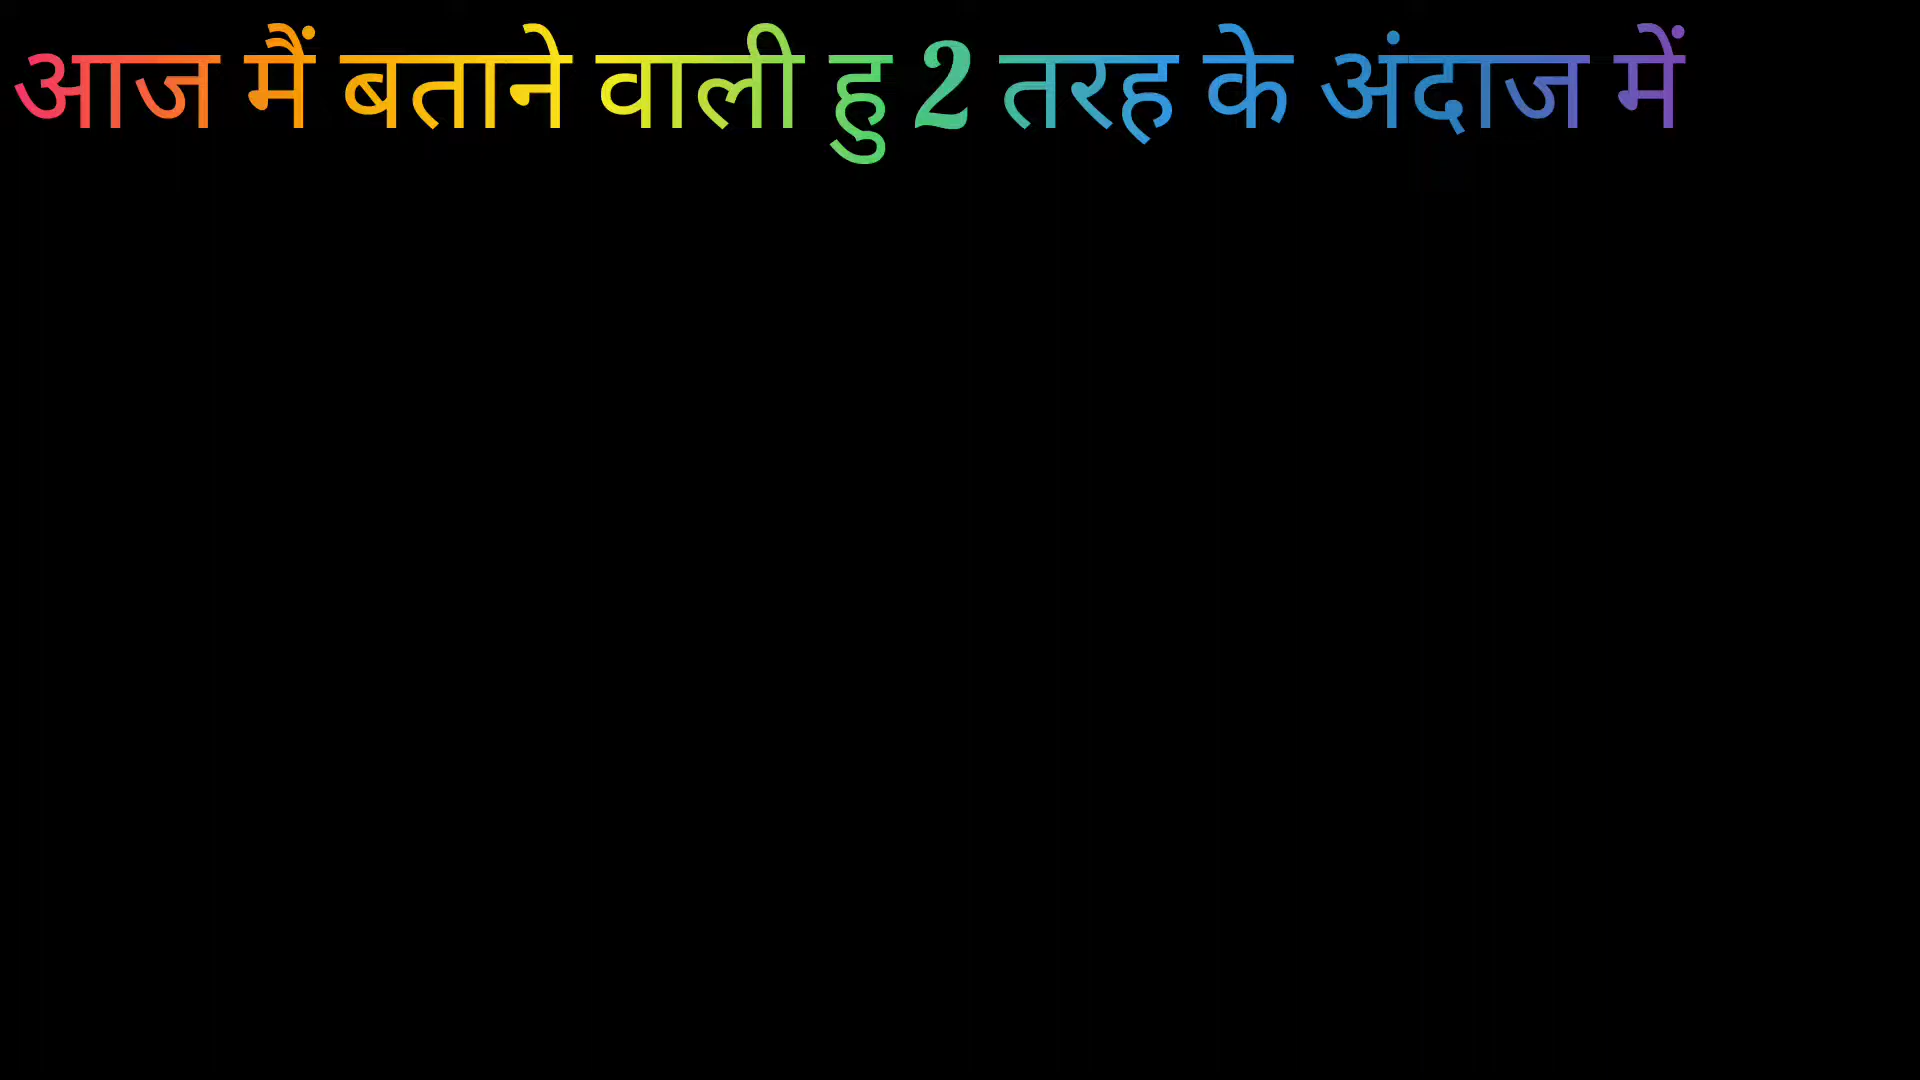 आज मैं बताने वाली हु 2 तरह के अंदाज में